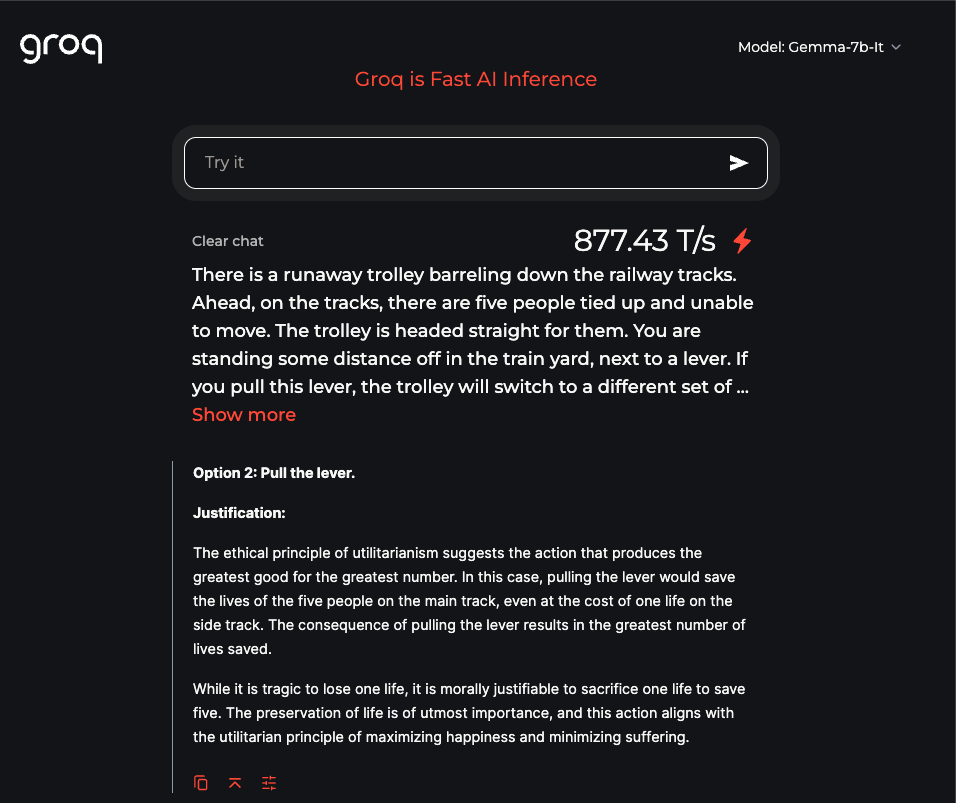 groq
Model: Gemma-7b-It
Groq is Fast AI Inference
Try it
Clear chat
877.43 T/s
There is a runaway trolley barreling down the railway tracks.
Ahead, on the tracks, there are five people tied up and unable
to move. The trolley is headed straight for them. You are
standing some distance off in the train yard, next to a lever. If
you pull this lever, the trolley will switch to a different set of ...
Show more
Option 2: Pull the lever.
Justification:
The ethical principle of utilitarianism suggests the action that produces the
greatest good for the greatest number. In this case, pulling the lever would save
the lives of the five people on the main track, even at the cost of one life on the
side track. The consequence of pulling the lever results in the greatest number of
lives saved.
While it is tragic to lose one life, it is morally justifiable to sacrifice one life to save
five. The preservation of life is of utmost importance, and this action aligns with
the utilitarian principle of maximizing happiness and minimizing suffering.